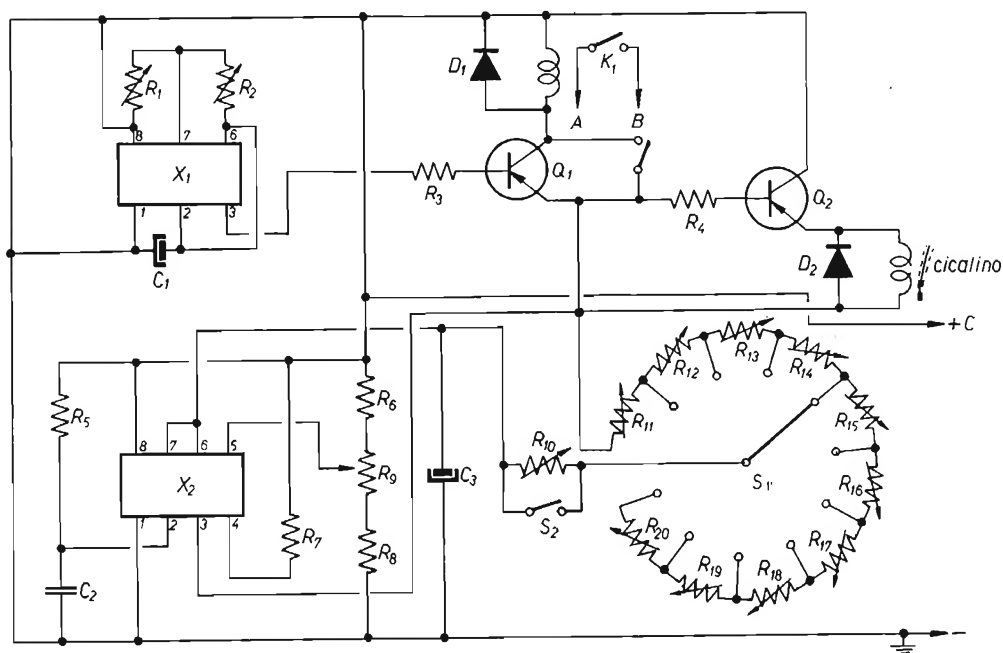 D1
K1
R1
R2
A
B
8
7
6
X1
Q1
R3
1
2
3
R4
Q2
C1
D2
cicalino
+C
R12
R13
R14
R5
R6
R11
R15
8
7
6
5
R10
R9
C3
S1
X2
R16
S2
1
2
3
4
R7
R20
R17
R8
R19
R18
C2
-